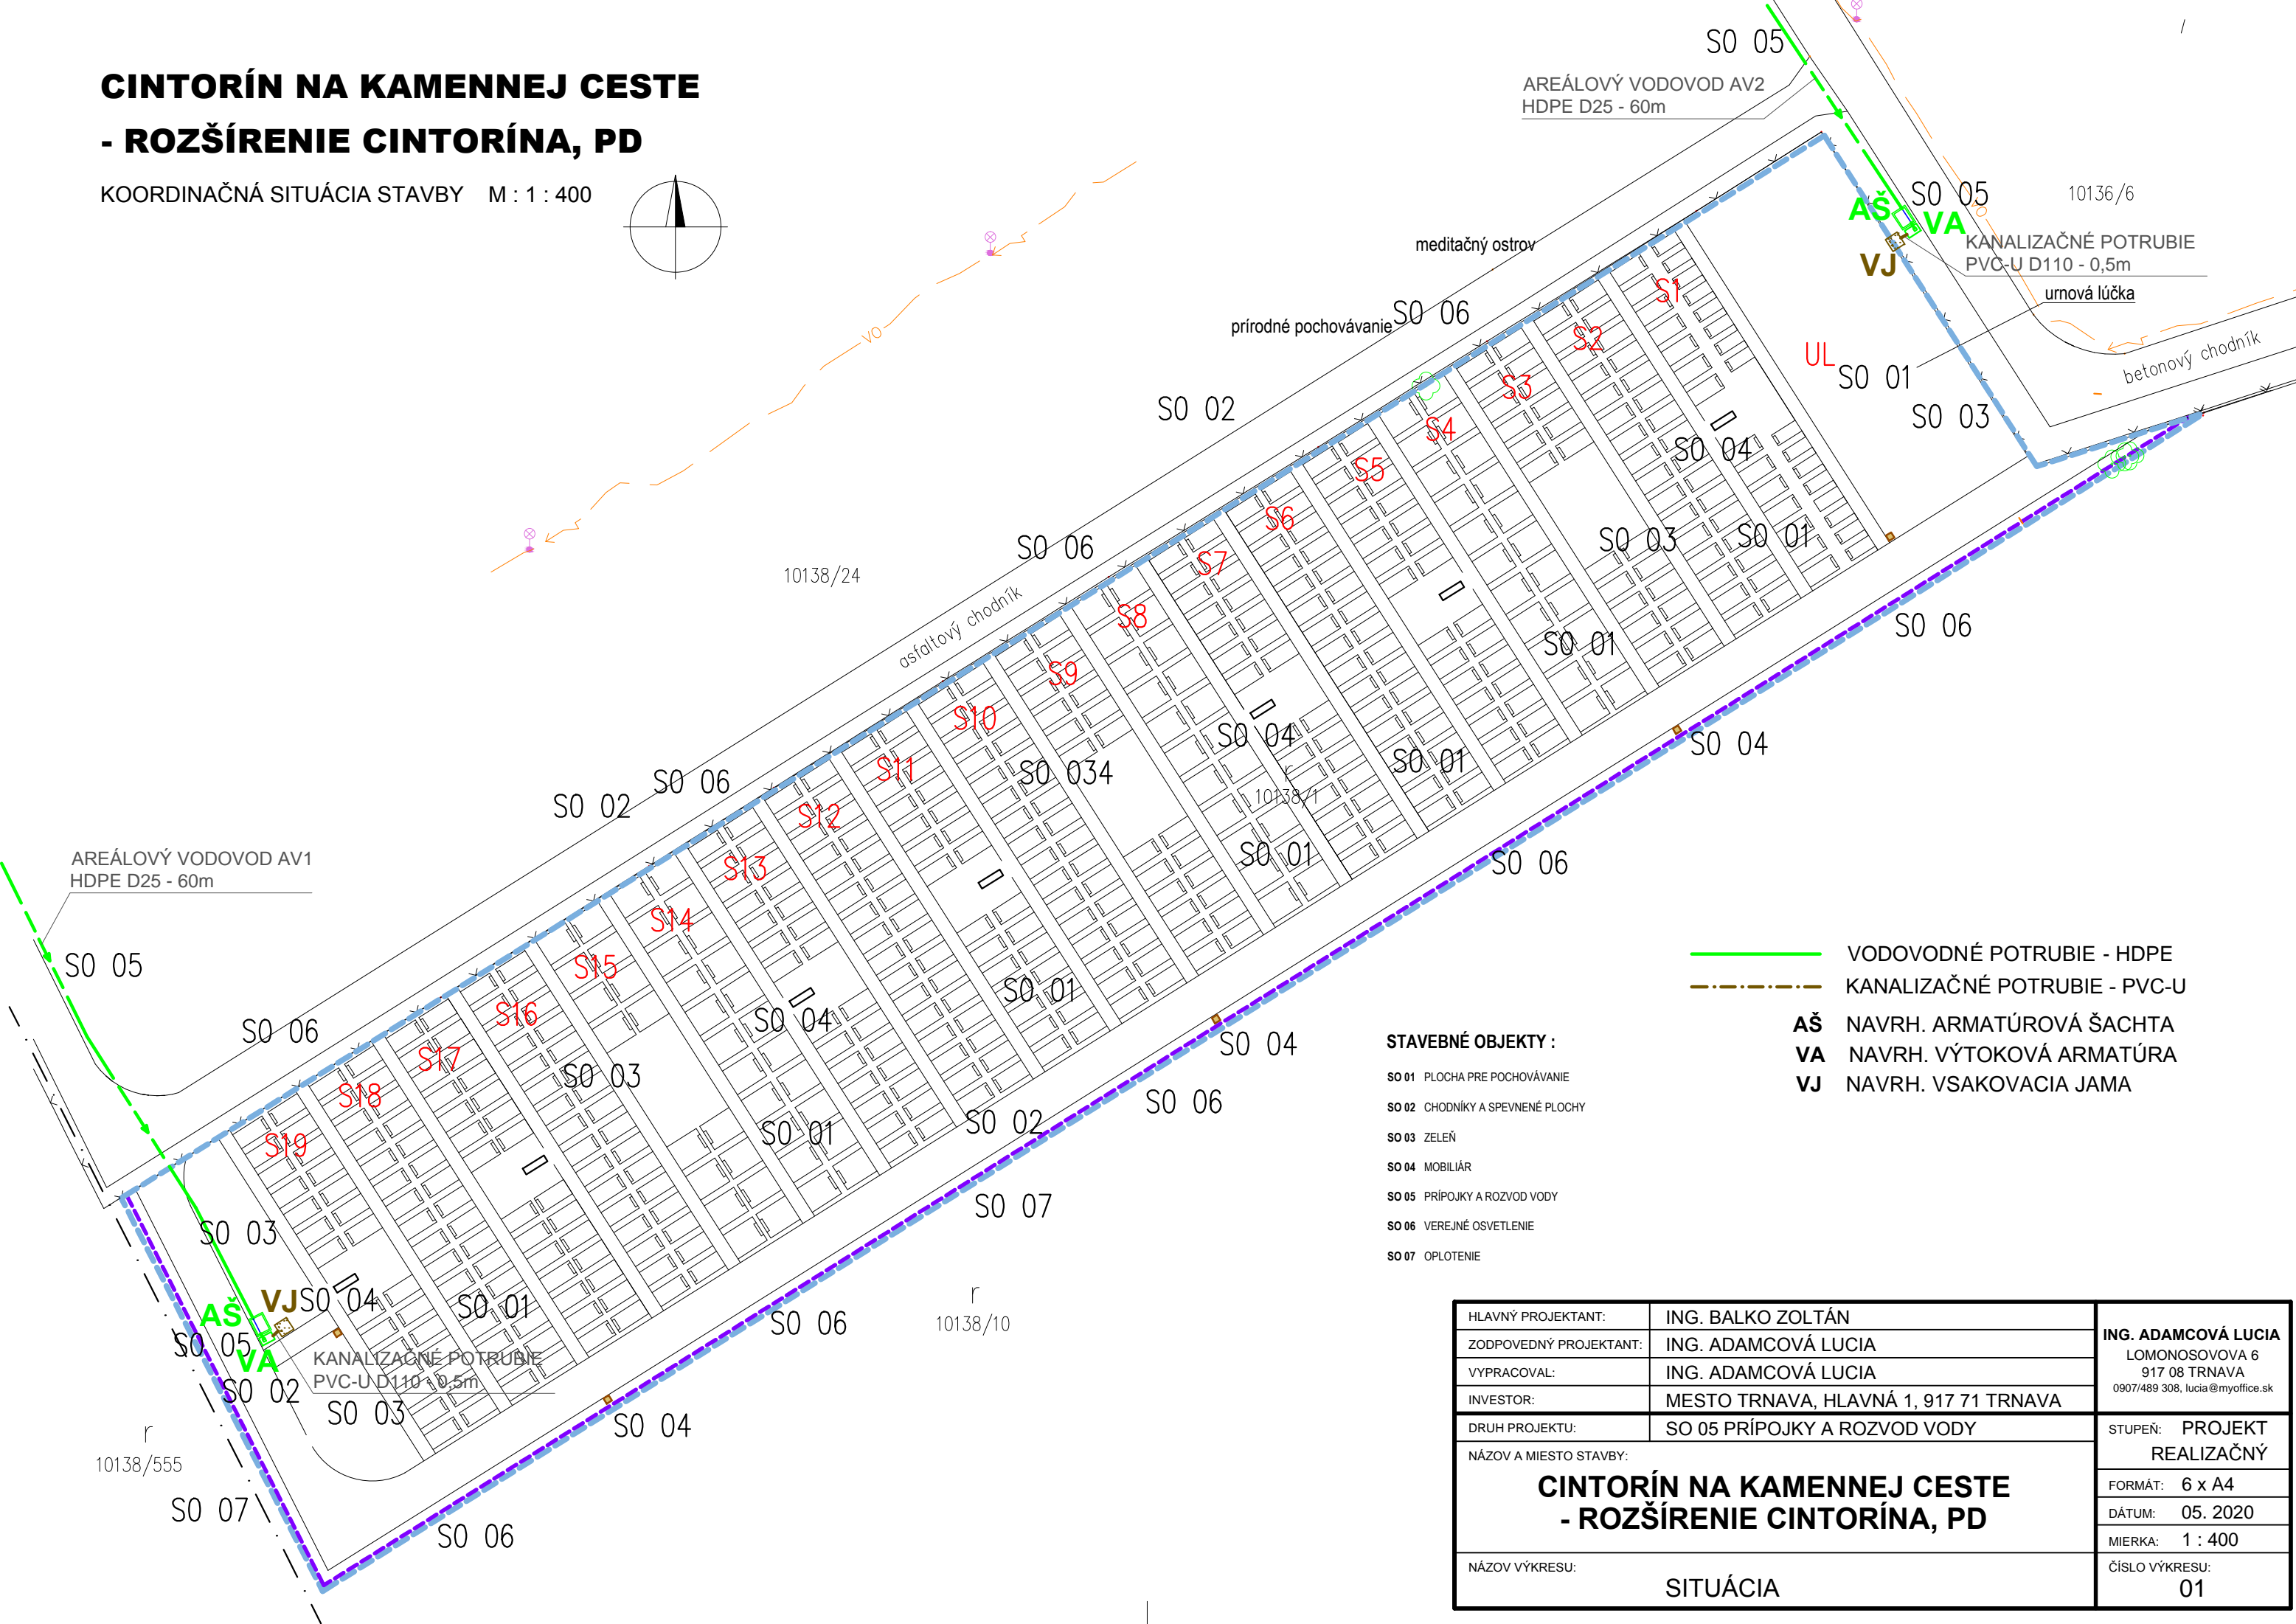 CINTORÍN NA KAMENNEJ CESTE
- ROZŠÍRENIE CINTORÍNA, PD
KOORDINAČNÁ SITUÁCIA STAVBY M : 1 : 400
SO 05
AREÁLOVÝ VODOVOD AV2
HDPE D25 - 60m
SO 05
10136/6
AŠ
VA
VO
KANALIZAČNÉ POTRUBIE
PVC-U D110 - 0,5m
VJ
urnová lúčka
meditačný ostrov
prírodné pochovávanie
SO 06
VO
betonový chodník
UL
SO 01
SO 03
SO 02
S1
S2
S3
S4
S5
S6
S7
S8
S9
S10
S11
S12
S13
S14
S15
S16
S17
S18
S19
SO 04
SO 03
SO 01
SO 06
10138/24
asfaltový chodník
SO 01
SO 06
SO 04
SO 04
SO 034
SO 01
r
10138/1
SO 06
SO 02
SO 01
SO 06
AREÁLOVÝ VODOVOD AV1
HDPE D25 - 60m
SO 05
SO 06
SO 01
SO 04
SO 04
SO 03
SO 06
SO 01
SO 02
SO 07
SO 03
VJ
SO 04
AŠ
SO 05
VA
SO 01
SO 06
r
10138/10
KANALIZAČNÉ POTRUBIE
PVC-U D110 - 0,5m
SO 02
SO 03
SO 04
r
10138/555
SO 07
SO 06
VODOVODNÉ POTRUBIE - HDPE
KANALIZAČNÉ POTRUBIE - PVC-U
AŠ NAVRH. ARMATÚROVÁ ŠACHTA
VA NAVRH. VÝTOKOVÁ ARMATÚRA
VJ NAVRH. VSAKOVACIA JAMA
STAVEBNÉ OBJEKTY :
SO 01 PLOCHA PRE POCHOVÁVANIE
SO 02 CHODNÍKY A SPEVNENÉ PLOCHY
SO 03 ZELEŇ
SO 04 MOBILIÁR
SO 05 PRÍPOJKY A ROZVOD VODY
SO 06 VEREJNÉ OSVETLENIE
SO 07 OPLOTENIE
HLAVNÝ PROJEKTANT: ING. BALKO ZOLTÁN
ZODPOVEDNÝ PROJEKTANT: ING. ADAMCOVÁ LUCIA
VYPRACOVAL: ING. ADAMCOVÁ LUCIA
INVESTOR: MESTO TRNAVA, HLAVNÁ 1, 917 71 TRNAVA
DRUH PROJEKTU: SO 05 PRÍPOJKY A ROZVOD VODY
NÁZOV A MIESTO STAVBY:
CINTORÍN NA KAMENNEJ CESTE
- ROZŠÍRENIE CINTORÍNA, PD
NÁZOV VÝKRESU:
SITUÁCIA
ING. ADAMCOVÁ LUCIA
LOMONOSOVOVA 6
917 08 TRNAVA
0907/489 308, lucia@myoffice.sk
STUPEŇ: PROJEKT
REALIZAČNÝ
FORMÁT: 6 x A4
DÁTUM: 05. 2020
MIERKA: 1 : 400
ČÍSLO VÝKRESU:
01